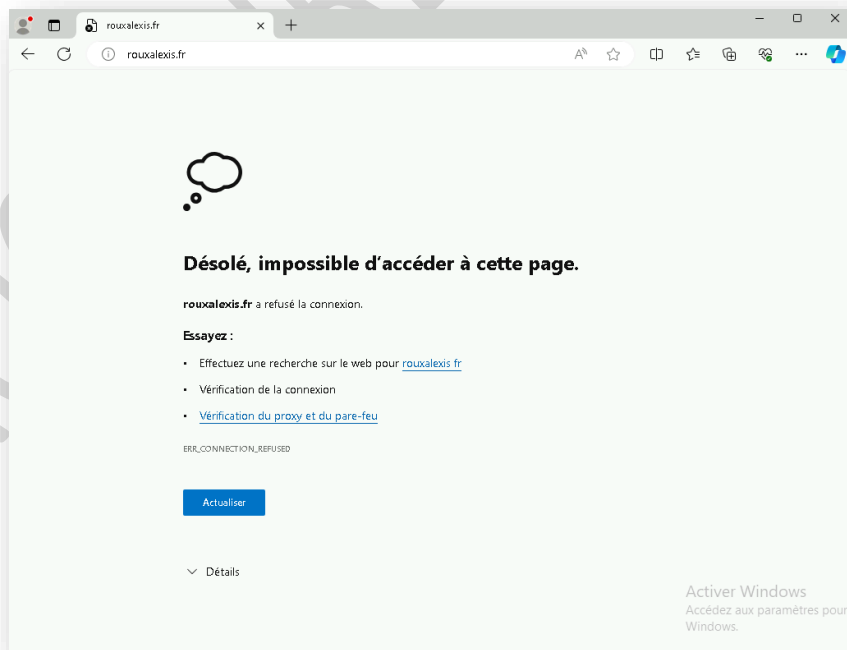 rouxalexis.fr
rouxalexis.fr
Désolé, impossible d'accéder à cette page.
rouxalexis.fr a refusé la connexion.
Essayez :
• Effectuez une recherche sur le web pour rouxalexis fr
• Vérification de la connexion
• Vérification du proxy et du pare-feu
ERR_CONNECTION_REFUSED
Actualiser
Détails
Activer Windows
Accédez aux paramètres pour
Windows.